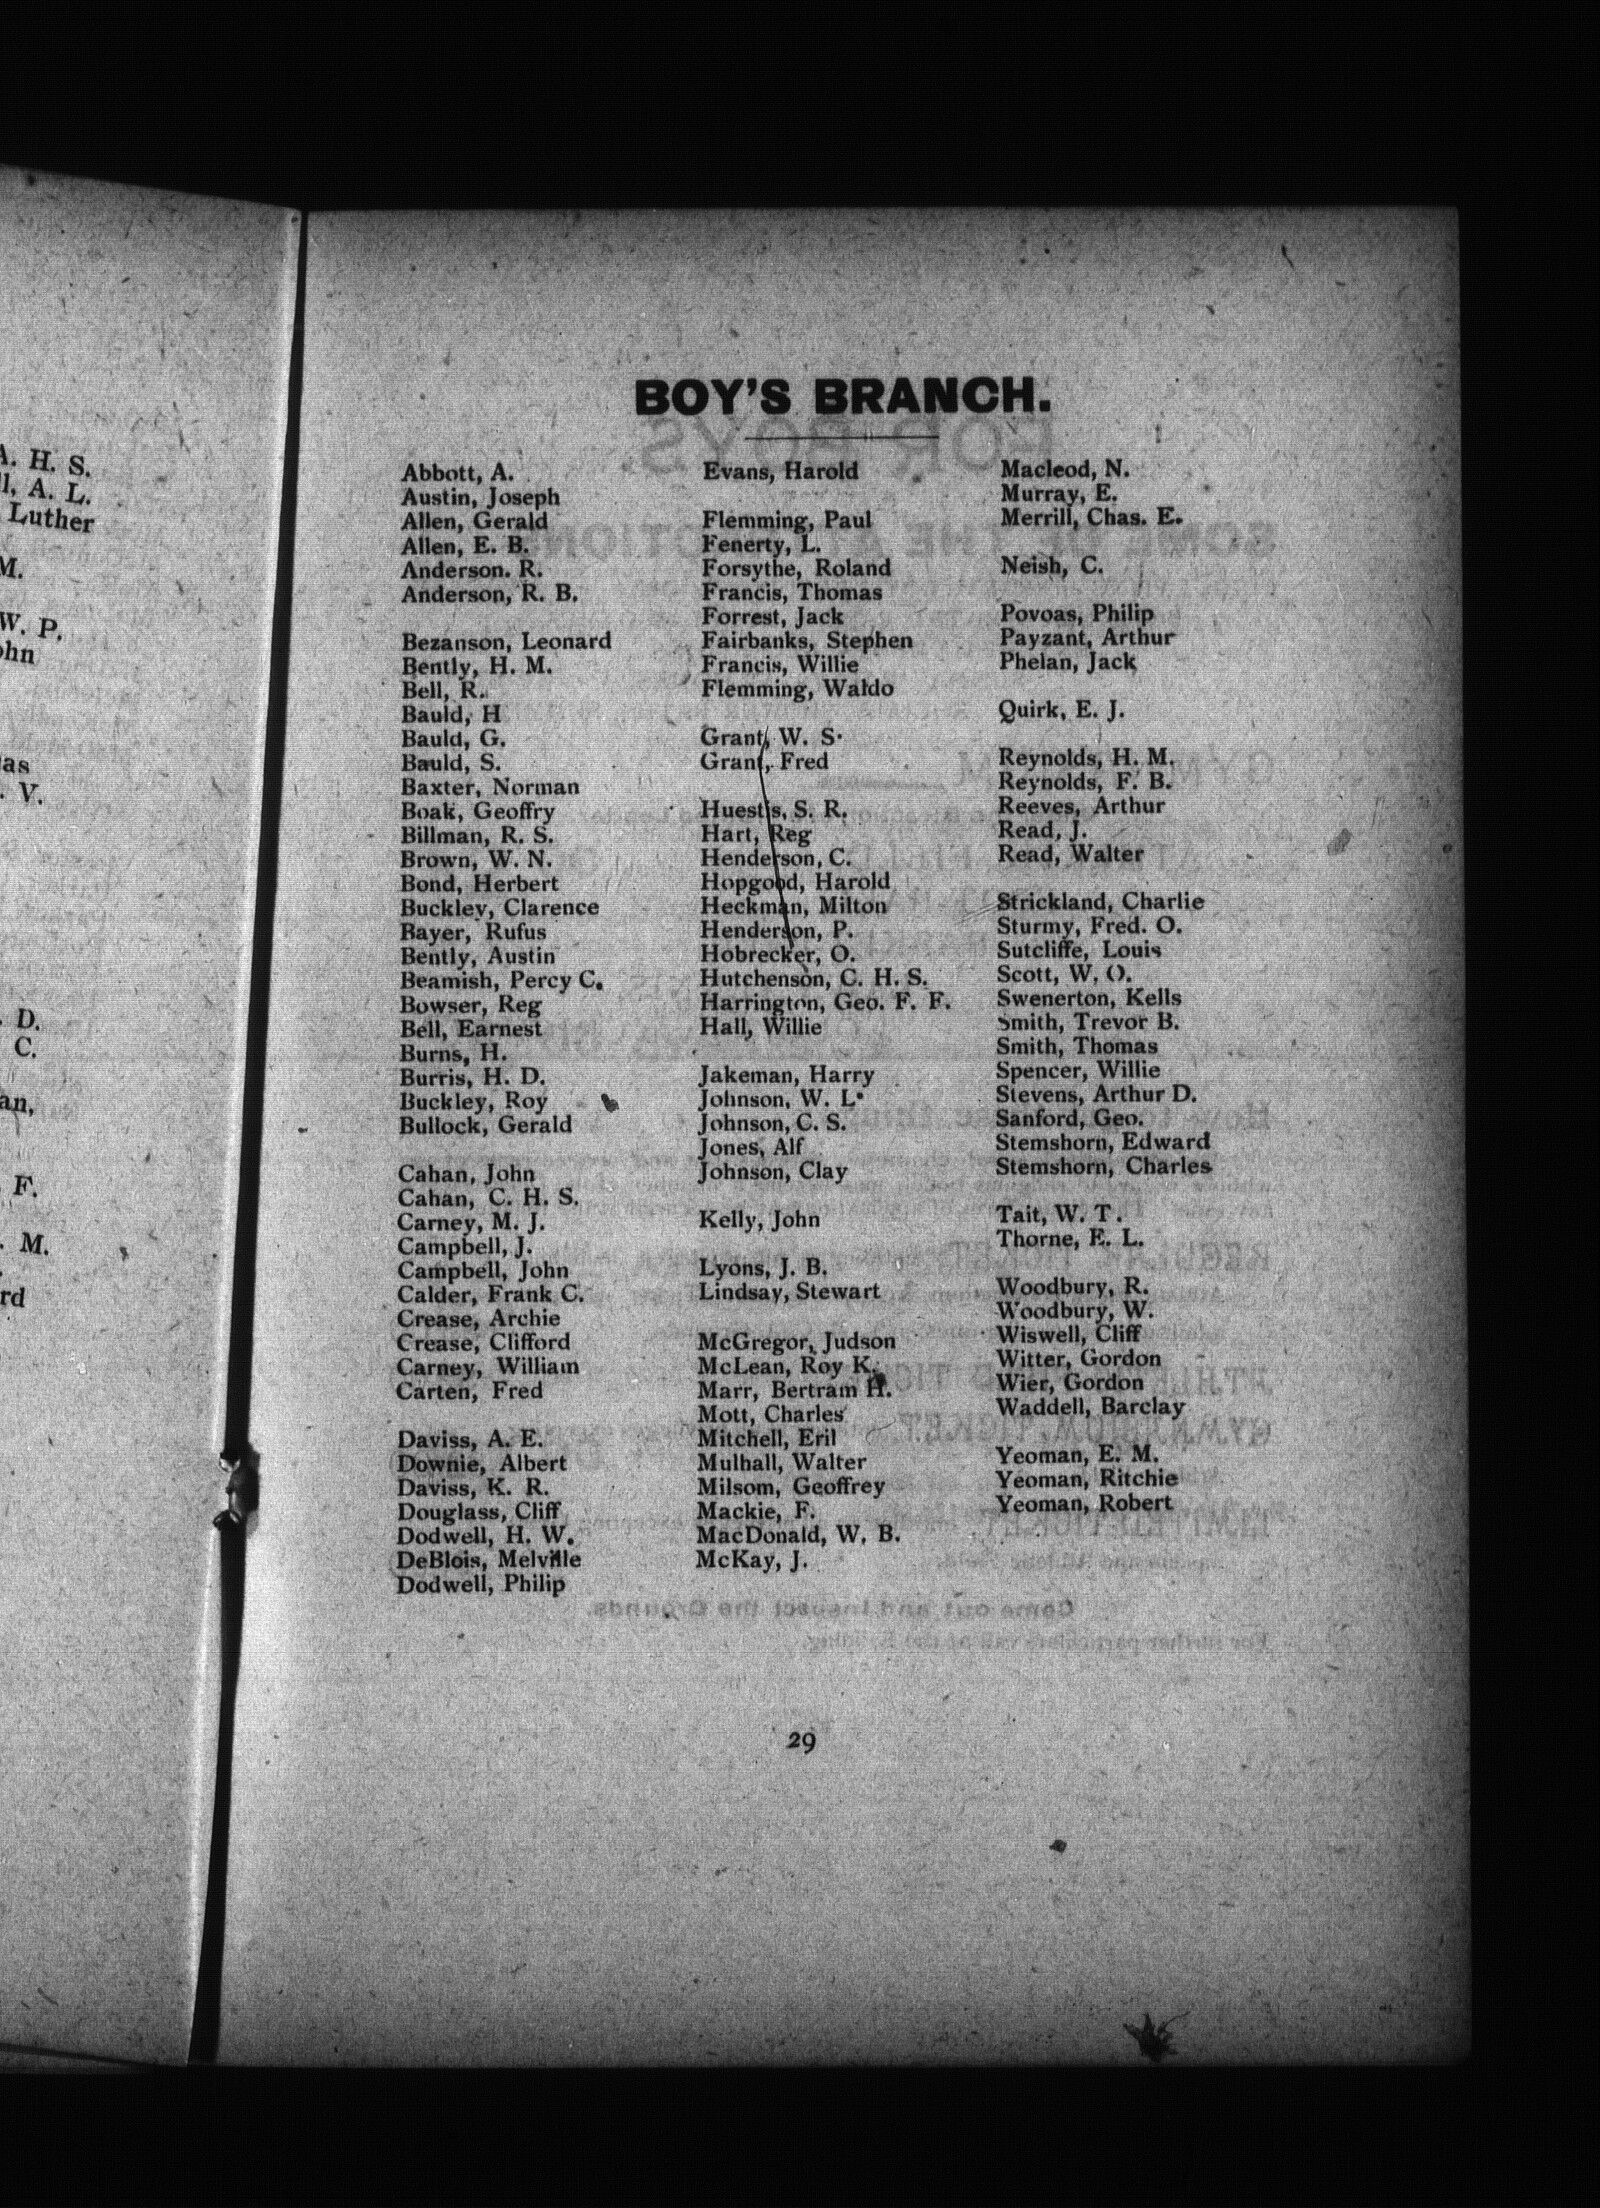 A. H. S.
A. L.
Luther
M.
W. P.
V.
D.
C.
F.
M.
BOY'S BRANCH.
Abbott, A.
Austin, Joseph
Allen, Gerald
Allen, E. B.
Anderson. R.
Anderson, R. B.
Bezanson, Leonard
Bently, H. M.
Bell, R.
Bauld, H
Bauld, G.
Bauld, S.
Baxter, Norman
Boak, Geoffry
Billman, R. S.
Brown, W. N.
Bond, Herbert
Buckley, Clarence
Bayer, Rufus
Bently, Austin
Beamish, Percy C.
Bowser, Reg
Bell, Earnest
Burns, H.
Burris, H. D.
Buckley, Roy
Bullock, Gerald
Cahan, John
Cahan, C. H. S.
Carney, M. J.
Campbell, J.
Campbell, John
Calder, Frank C.
Crease, Archie
Crease, Clifford
Carney, William
Carten, Fred
Daviss, A. E.
Downie, Albert
Daviss, K. R.
Douglass, Cliff
Dodwell, H. W.
DeBlois, Melville
Dodwell, Philip
Evans, Harold
Flemming, Paul
Fenerty, L.
Forsythe, Roland
Francis, Thomas
Forrest, Jack
Fairbanks, Stephen
Francis, Willie
Flemming, Waldo
Grant, W. S.
Grant, Fred
Huestis, S. R.
Hart, Reg
Henderson, C.
Hopgood, Harold
Heckman, Milton
Henderson, P.
Hobrecker, O.
Hutchenson, C. H. S.
Harrington, Geo. F. F.
Hall, Willie
Jakeman, Harry
Johnson, W. L.
Johnson, C. S.
Jones, Alf
Johnson, Clay
Kelly, John
Lyons, J. B.
Lindsay, Stewart
McGregor, Judson
McLean, Roy K.
Marr, Bertram H.
Mott, Charles
Mitchell, Eril
Mulhall, Walter
Milsom, Geoffrey
Mackie, F.
MacDonald, W. B.
McKay, J.
Macleod, N.
Murray, E.
Merrill, Chas. E.
Neish, C.
Povoas, Philip
Payzant, Arthur
Phelan, Jack
Quirk, E. J.
Reynolds, H. M.
Reynolds, F. B.
Reeves, Arthur
Read, J.
Read, Walter
Strickland, Charlie
Sturmy, Fred. O.
Sutcliffe, Louis
Scott, W. O.
Swenerton, Kells
Smith, Trevor B.
Smith, Thomas
Spencer, Willie
Stevens, Arthur D.
Sanford, Geo.
Stemshorn, Edward
Stemshorn, Charles
Tait, W. T.
Thorne, E. L.
Woodbury, R.
Woodbury, W.
Wiswell, Cliff
Witter, Gordon
Wier, Gordon
Waddell, Barclay
Yeoman, E. M.
Yeoman, Ritchie
Yeoman, Robert
29